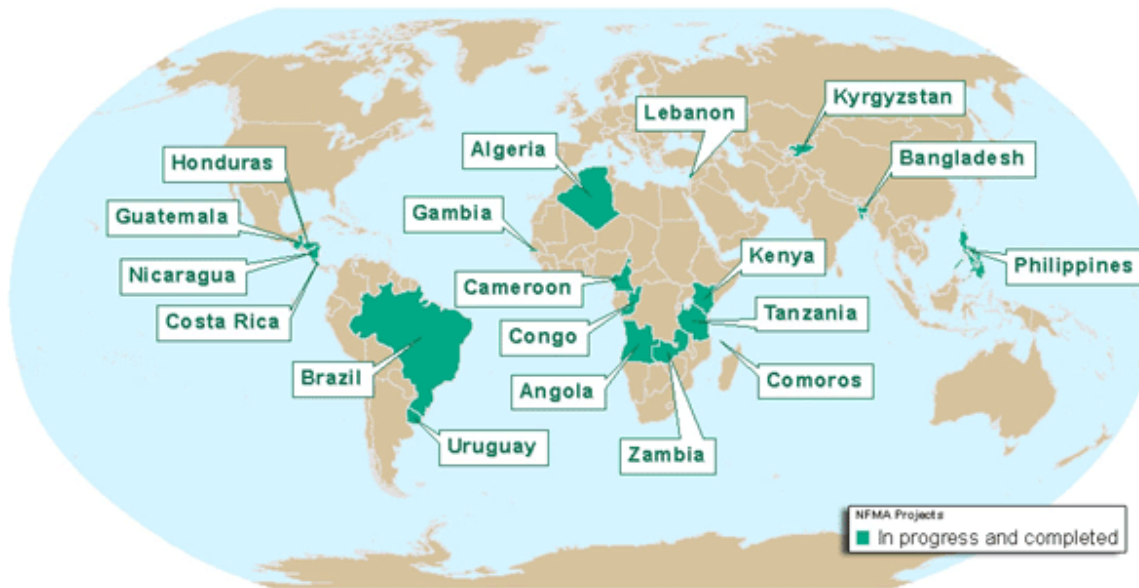 Kyrgyzstan
Lebanon
Algeria
Honduras
Bangladesh
Guatemala
Gambia
Kenya
Philippines
Nicaragua
Cameroon
Tanzania
Costa Rica
Congo
Brazil
Angola
Comoros
Uruguay
Zambia
NFMA Projects
In progress and completed